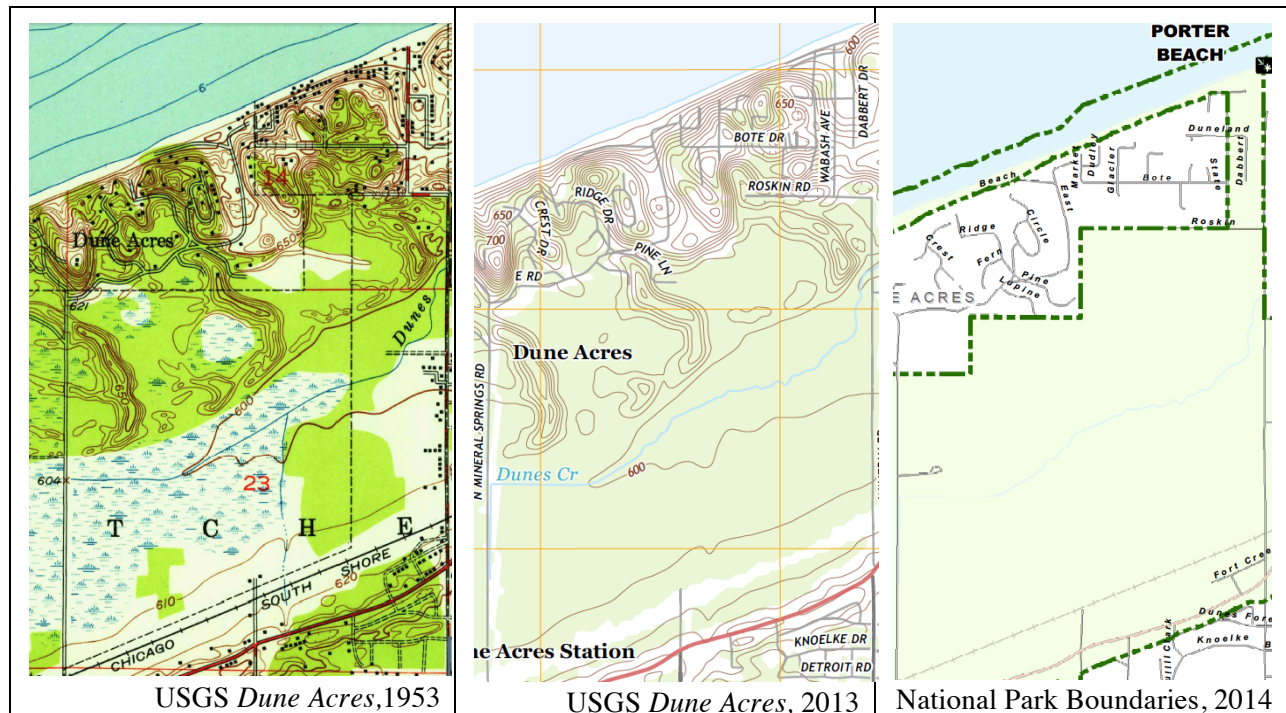 6
14
Dune Acres
650
621
Dunes
650
600
604
23
T C H E
SHORE
SOUTH
620
610
CHICAGO
USGS Dune Acres,1953
600
650
DABBERT DR
WABASH AVE
BOTE DR
RIDGE DR
ROSKIN RD
650
CREST DR
700
PINE LN
E RD
Dune Acres
N MINERAL SPRINGS RD
Dunes Cr
600
KNOELKE DR
ne Acres Station
DETROIT RD
USGS Dune Acres, 2013
PORTER
BEACH
Duneland
Dudley
Market
Glacier
State
Dabbert
Beach
East
Bote
Roskin
Circle
Ridge
Crest
Fern
Pine
Lupine
E ACRES
Fort Cree
Dunes Fore
Knoelke
B
National Park Boundaries, 2014